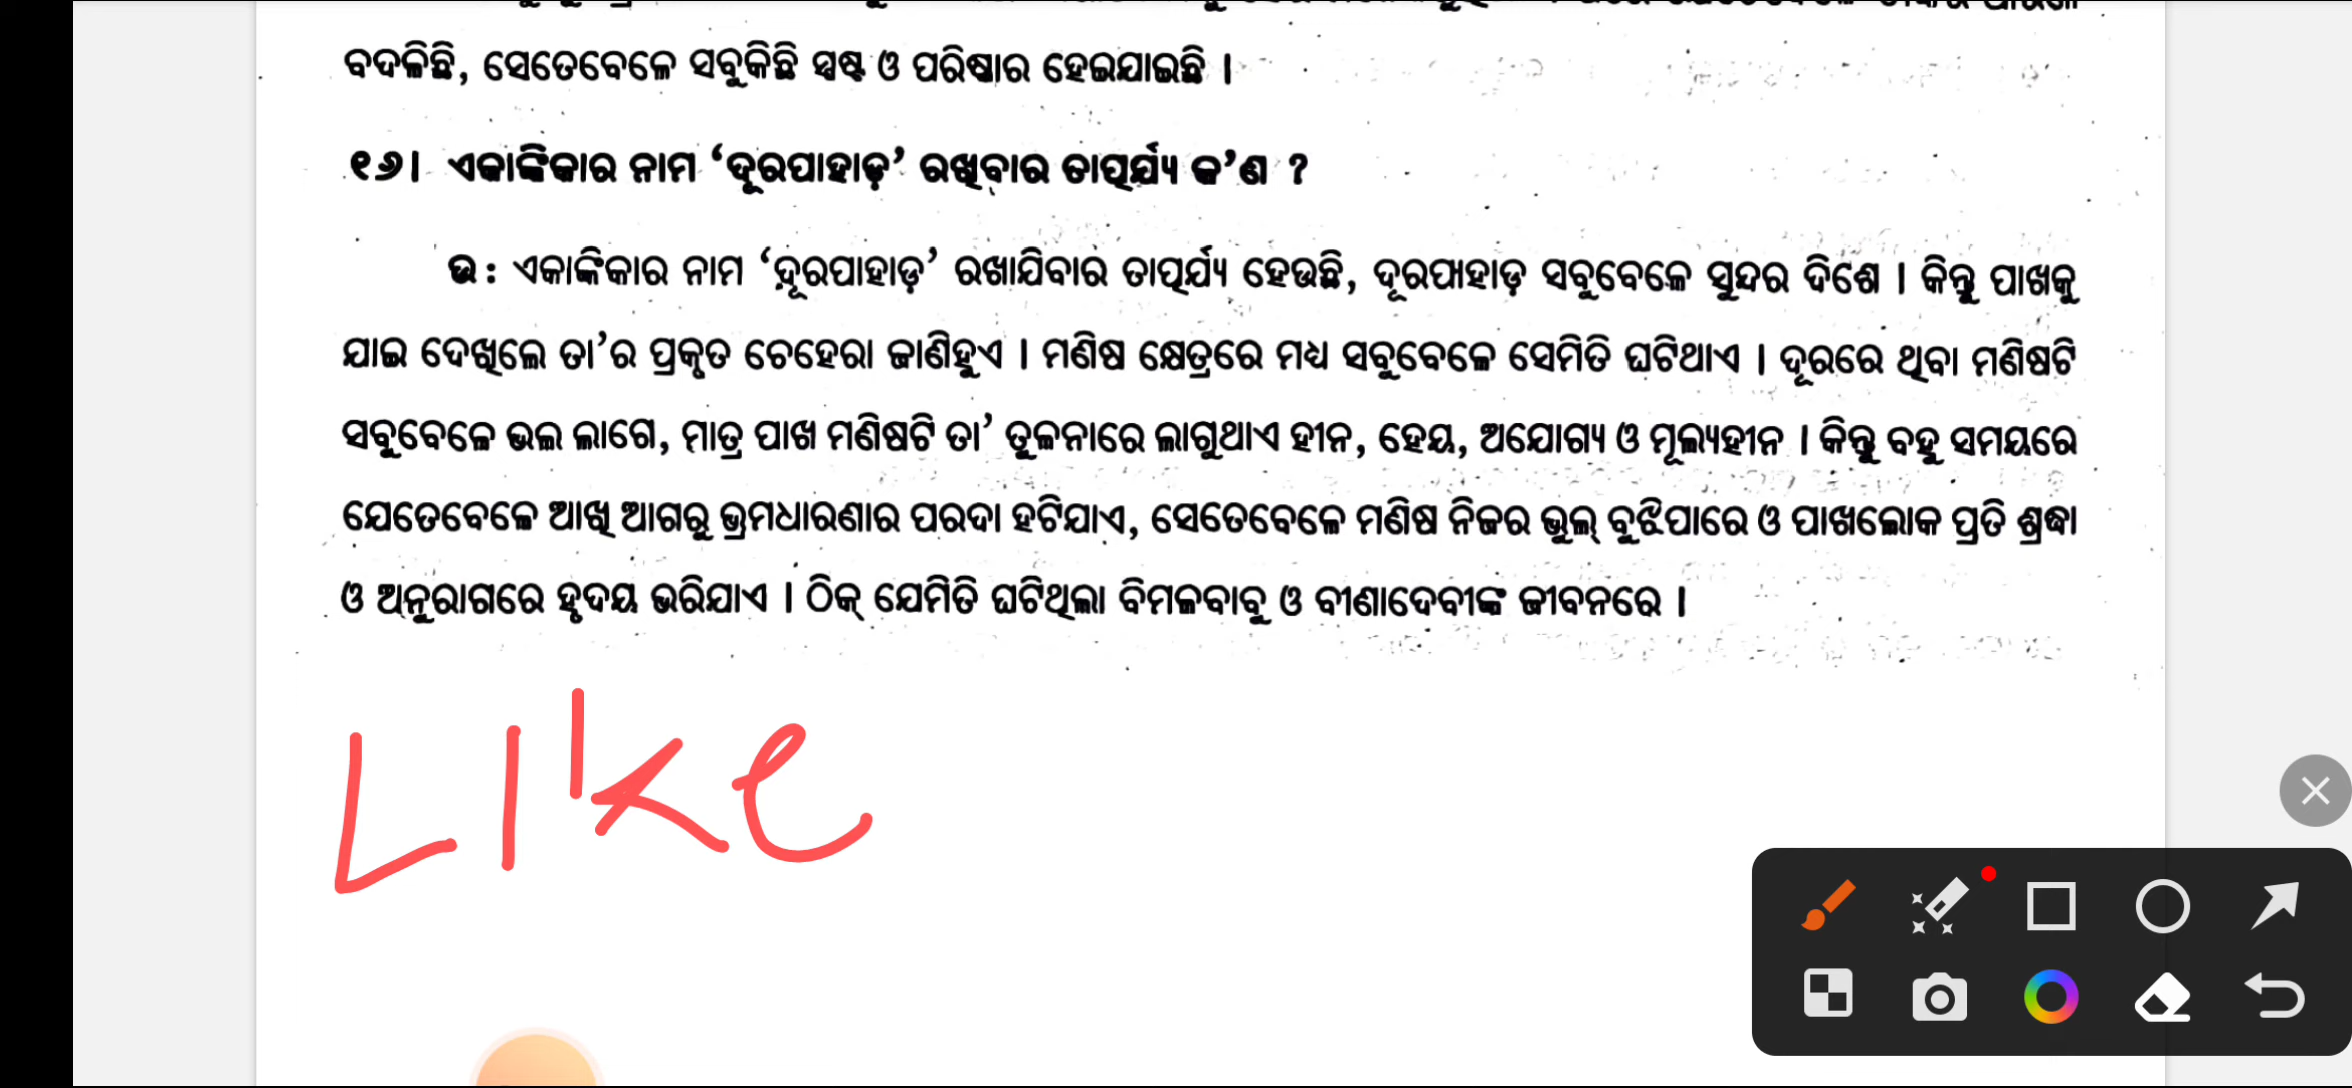 ବଦଳିଛି, ସେତେବେଳେ ସବୁକିଛି ସ୍ପଷ୍ଟ ଓ ପରିଷ୍କାର ହେଇଯାଇଛି ।
୧୬। ଏକାଙ୍କିକାର ନାମ ‘ଦୂରପାହାଡ଼’ ରଖିବାର ତାତ୍ପର୍ଯ୍ୟ କ’ଣ ?
ଉ : ଏକାଙ୍କିକାର ନାମ ‘ଦୂରପାହାଡ଼’ ରଖାଯିବାର ତାତ୍ପର୍ଯ୍ୟ ହେଉଛି, ଦୂରପାହାଡ଼ ସବୁବେଳେ ସୁନ୍ଦର ଦିଶେ । କିନ୍ତୁ ପାଖକୁ
ଯାଇ ଦେଖିଲେ ତା’ର ପ୍ରକୃତ ଚେହେରା ଜାଣିହୁଏ । ମଣିଷ କ୍ଷେତ୍ରରେ ମଧ୍ୟ ସବୁବେଳେ ସେମିତି ଘଟିଥାଏ । ଦୂରରେ ଥିବା ମଣିଷଟି
ସବୁବେଳେ ଭଲ ଲାଗେ, ମାତ୍ର ପାଖ ମଣିଷଟି ତା’ ତୁଳନାରେ ଲାଗୁଥାଏ ହୀନ, ହେୟ, ଅଯୋଗ୍ୟ ଓ ମୂଲ୍ୟହୀନ । କିନ୍ତୁ ବହୁ ସମୟରେ
ଯେତେବେଳେ ଆଖି ଆଗରୁ ଭ୍ରମଧାରଣାର ପରଦା ହଟିଯାଏ, ସେତେବେଳେ ମଣିଷ ନିଜର ଭୁଲ୍ ବୁଝିପାରେ ଓ ପାଖଲୋକ ପ୍ରତି ଶ୍ରଦ୍ଧା
ଓ ଅନୁରାଗରେ ହୃଦୟ ଭରିଯାଏ । ଠିକ୍ ଯେମିତି ଘଟିଥିଲା ବିମଳବାବୁ ଓ ବୀଣାଦେବୀଙ୍କ ଜୀବନରେ ।
LIKe